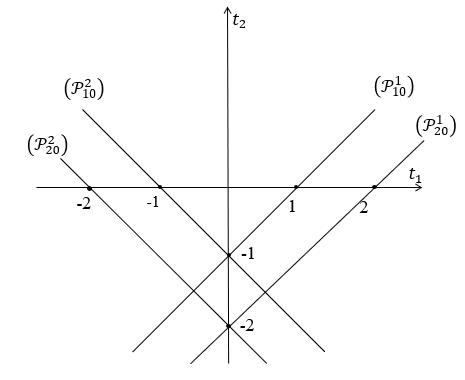 t₂
(𝒫²₁₀)
(𝒫¹₁₀)
(𝒫²₂₀)
(𝒫¹₂₀)
t₁
-2
-1
1
2
-1
-2